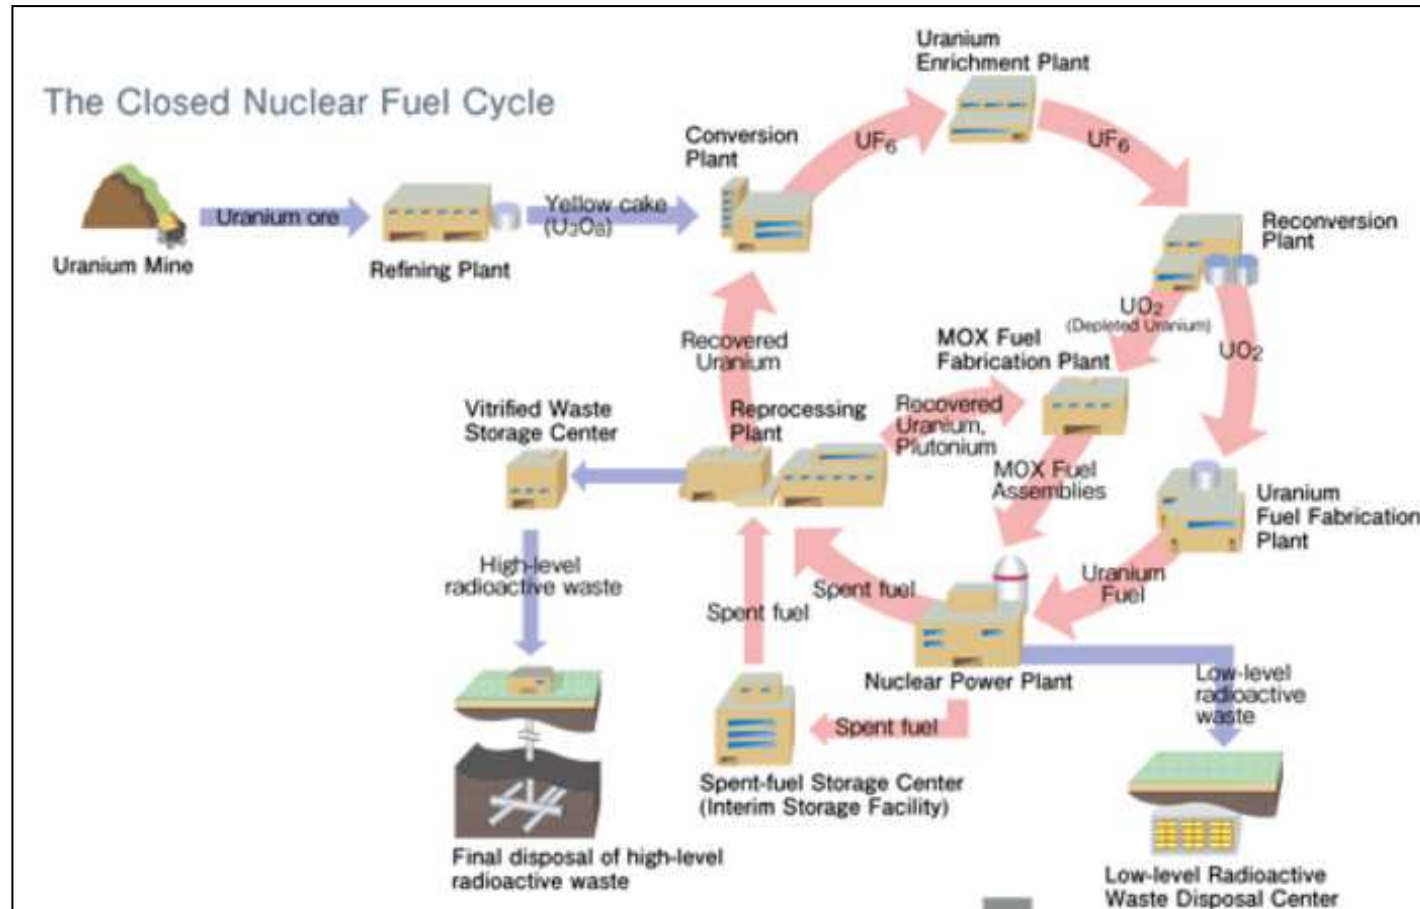 The Closed Nuclear Fuel Cycle
Uranium
Enrichment Plant
Conversion
Plant
UF6
UF6
Uranium ore
Yellow cake
(U3O8)
Uranium Mine
Refining Plant
Reconversion
Plant
UO2
(Depleted Uranium)
UO2
Recovered
Uranium
MOX Fuel
Fabrication Plant
Vitrified Waste
Storage Center
Reprocessing
Plant
Recovered
Uranium,
Plutonium
MOX Fuel
Assemblies
Uranium
Fuel Fabrication
Plant
High-level
radioactive waste
Spent fuel
Spent fuel
Uranium
Fuel
Nuclear Power Plant
Low-level
radioactive
waste
Spent fuel
Spent-fuel Storage Center
(Interim Storage Facility)
Final disposal of high-level
radioactive waste
Low-level Radioactive
Waste Disposal Center